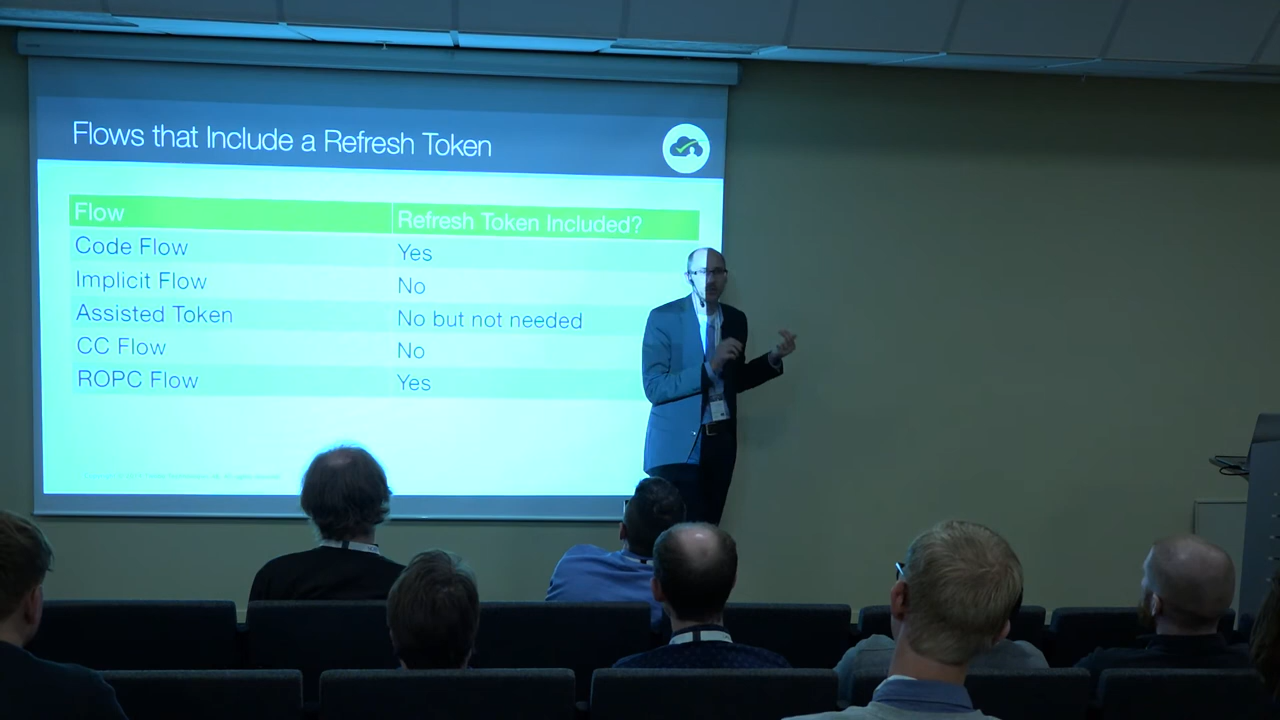 Flows that Include a Refresh Token
Flow Refresh Token Included?
Code Flow Yes
Implicit Flow No
Assisted Token No but not needed
CC Flow No
ROPC Flow Yes